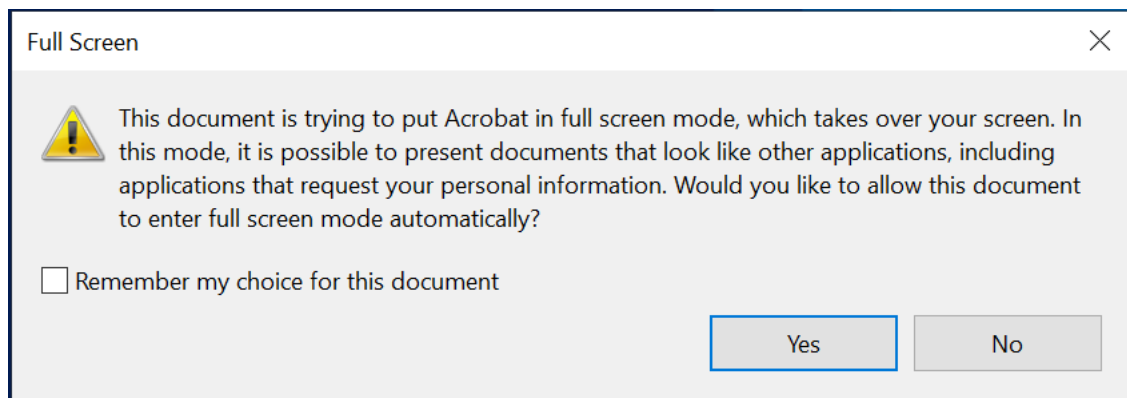 Full Screen
This document is trying to put Acrobat in full screen mode, which takes over your screen. In
this mode, it is possible to present documents that look like other applications, including
applications that request your personal information. Would you like to allow this document
to enter full screen mode automatically?
Remember my choice for this document
Yes
No